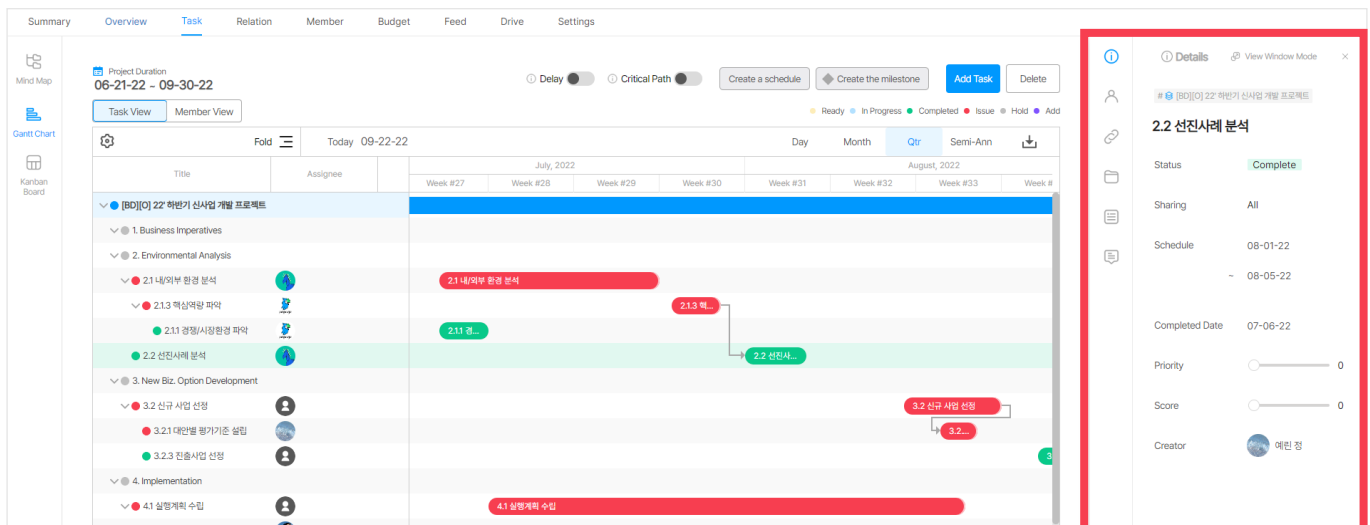 Summary Overview Task Relation Member Budget Feed Drive Settings
Mind Map
Gantt Chart
Kanban
Board
Project Duration
06-21-22 ~ 09-30-22
Delay Critical Path Create a schedule Create the milestone Add Task Delete
Task View Member View
Ready In Progress Completed Issue Hold Add
Fold Today 09-22-22 Day Month Qtr Semi-Ann
Title Assignee July, 2022 August, 2022
Week #27 Week #28 Week #29 Week #30 Week #31 Week #32 Week #33 Week #
[BD][O] 22' 하반기 신사업 개발 프로젝트
1. Business Imperatives
2. Environmental Analysis
2.1 내/외부 환경 분석 2.1 내/외부 환경 분석
2.1.3 핵심역량 파악 2.1.3 핵...
2.1.1 경쟁/시장환경 파악 2.1.1 경...
2.2 선진사례 분석 2.2 선진사...
3. New Biz. Option Development
3.2 신규 사업 선정 3.2 신규 사업 선정
3.2.1 대안별 평가기준 설립 3.2....
3.2.3 진출사업 선정 3
4. Implementation
4.1 실행계획 수립 4.1 실행계획 수립
Details View Window Mode ×
# [BD][O] 22' 하반기 신사업 개발 프로젝트
2.2 선진사례 분석
Status Complete
Sharing All
Schedule 08-01-22
~ 08-05-22
Completed Date 07-06-22
Priority 0
Score 0
Creator 예린 정